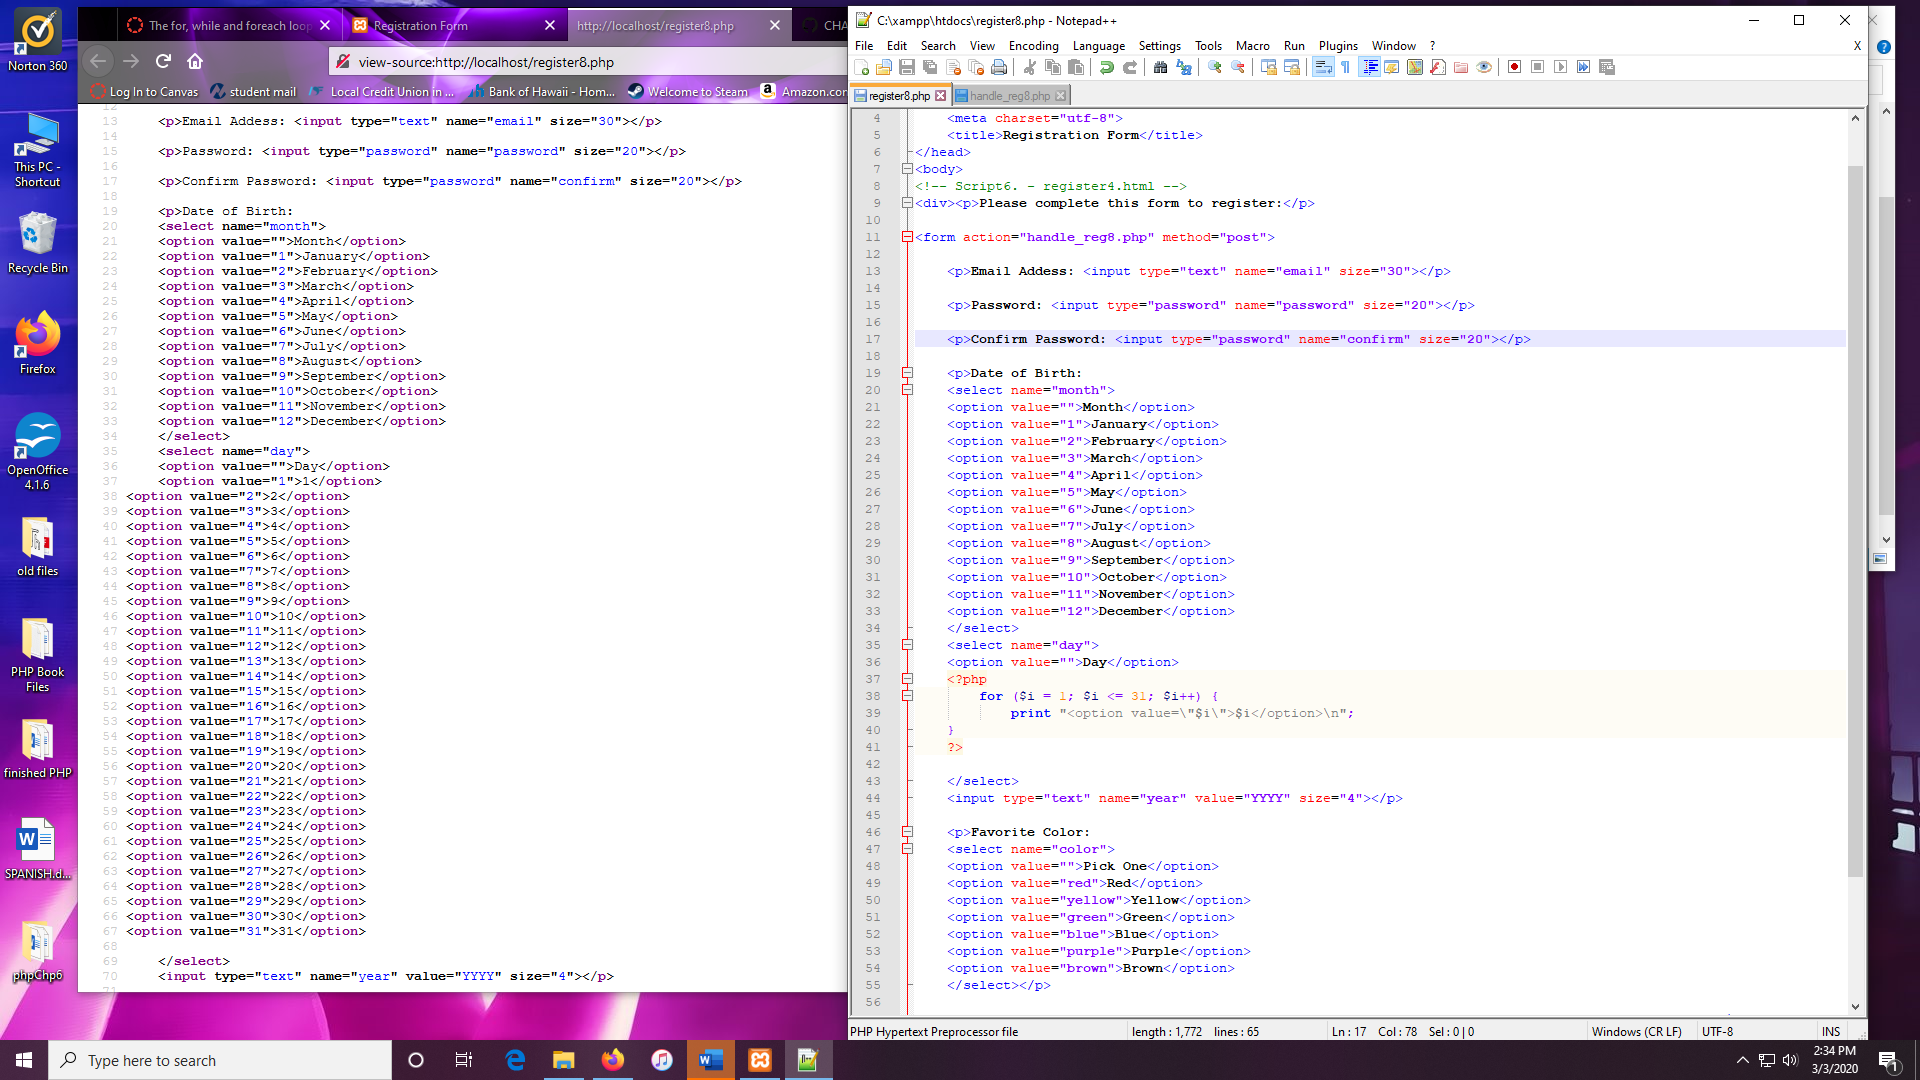 Norton 360
This PC - Shortcut
Recycle Bin
Firefox
OpenOffice 4.1.6
old files
PHP Book Files
finished PHP
SPANISH.d...
phpChp6
The for, while and foreach loop
Registration Form
http://localhost/register8.php
CHA
view-source:http://localhost/register8.php
Log In to Canvas
student mail
Local Credit Union in ...
Bank of Hawaii - Hom...
Welcome to Steam
Amazon.con
12
13 <p>Email Addess: <input type="text" name="email" size="30"></p>
14
15 <p>Password: <input type="password" name="password" size="20"></p>
16
17 <p>Confirm Password: <input type="password" name="confirm" size="20"></p>
18
19 <p>Date of Birth:
20 <select name="month">
21 <option value="">Month</option>
22 <option value="1">January</option>
23 <option value="2">February</option>
24 <option value="3">March</option>
25 <option value="4">April</option>
26 <option value="5">May</option>
27 <option value="6">June</option>
28 <option value="7">July</option>
29 <option value="8">August</option>
30 <option value="9">September</option>
31 <option value="10">October</option>
32 <option value="11">November</option>
33 <option value="12">December</option>
34 </select>
35 <select name="day">
36 <option value="">Day</option>
37 <option value="1">1</option>
38 <option value="2">2</option>
39 <option value="3">3</option>
40 <option value="4">4</option>
41 <option value="5">5</option>
42 <option value="6">6</option>
43 <option value="7">7</option>
44 <option value="8">8</option>
45 <option value="9">9</option>
46 <option value="10">10</option>
47 <option value="11">11</option>
48 <option value="12">12</option>
49 <option value="13">13</option>
50 <option value="14">14</option>
51 <option value="15">15</option>
52 <option value="16">16</option>
53 <option value="17">17</option>
54 <option value="18">18</option>
55 <option value="19">19</option>
56 <option value="20">20</option>
57 <option value="21">21</option>
58 <option value="22">22</option>
59 <option value="23">23</option>
60 <option value="24">24</option>
61 <option value="25">25</option>
62 <option value="26">26</option>
63 <option value="27">27</option>
64 <option value="28">28</option>
65 <option value="29">29</option>
66 <option value="30">30</option>
67 <option value="31">31</option>
68
69 </select>
70 <input type="text" name="year" value="YYYY" size="4"></p>
71
C:\xampp\htdocs\register8.php - Notepad++
File Edit Search View Encoding Language Settings Tools Macro Run Plugins Window ? X
register8.php
handle_reg8.php
4 <meta charset="utf-8">
5 <title>Registration Form</title>
6 </head>
7 <body>
8 <!-- Script6. - register4.html -->
9 <div><p>Please complete this form to register:</p>
10
11 <form action="handle_reg8.php" method="post">
12
13 <p>Email Addess: <input type="text" name="email" size="30"></p>
14
15 <p>Password: <input type="password" name="password" size="20"></p>
16
17 <p>Confirm Password: <input type="password" name="confirm" size="20"></p>
18
19 <p>Date of Birth:
20 <select name="month">
21 <option value="">Month</option>
22 <option value="1">January</option>
23 <option value="2">February</option>
24 <option value="3">March</option>
25 <option value="4">April</option>
26 <option value="5">May</option>
27 <option value="6">June</option>
28 <option value="7">July</option>
29 <option value="8">August</option>
30 <option value="9">September</option>
31 <option value="10">October</option>
32 <option value="11">November</option>
33 <option value="12">December</option>
34 </select>
35 <select name="day">
36 <option value="">Day</option>
37 <?php
38 for ($i = 1; $i <= 31; $i++) {
39 print "<option value=\"$i\">$i</option>\n";
40 }
41 ?>
42
43 </select>
44 <input type="text" name="year" value="YYYY" size="4"></p>
45
46 <p>Favorite Color:
47 <select name="color">
48 <option value="">Pick One</option>
49 <option value="red">Red</option>
50 <option value="yellow">Yellow</option>
51 <option value="green">Green</option>
52 <option value="blue">Blue</option>
53 <option value="purple">Purple</option>
54 <option value="brown">Brown</option>
55 </select></p>
56
PHP Hypertext Preprocessor file length : 1,772 lines : 65 Ln : 17 Col : 78 Sel : 0 | 0 Windows (CR LF) UTF-8 INS
Type here to search
2:34 PM
3/3/2020
1